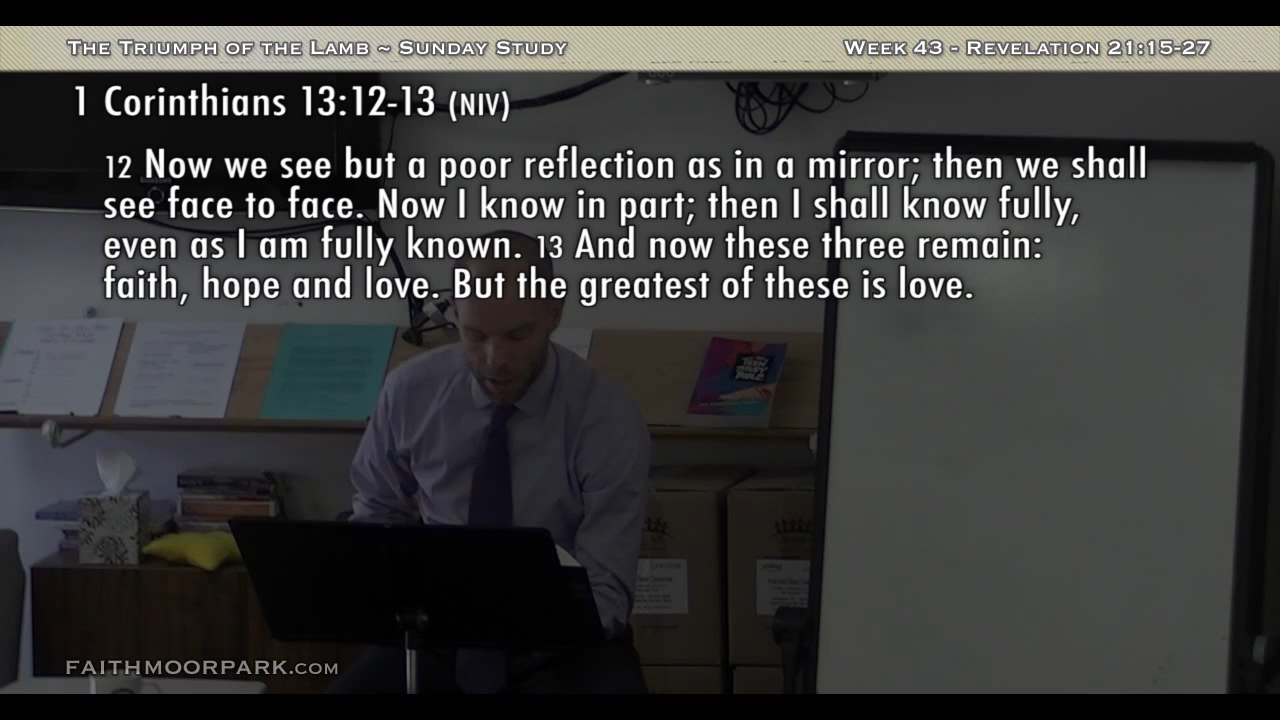 The Triumph of the Lamb ~ Sunday Study
Week 43 - Revelation 21:15-27
1 Corinthians 13:12-13 (NIV)
12 Now we see but a poor reflection as in a mirror; then we shall
see face to face. Now I know in part; then I shall know fully,
even as I am fully known. 13 And now these three remain:
faith, hope and love. But the greatest of these is love.
faithmoorpark.com